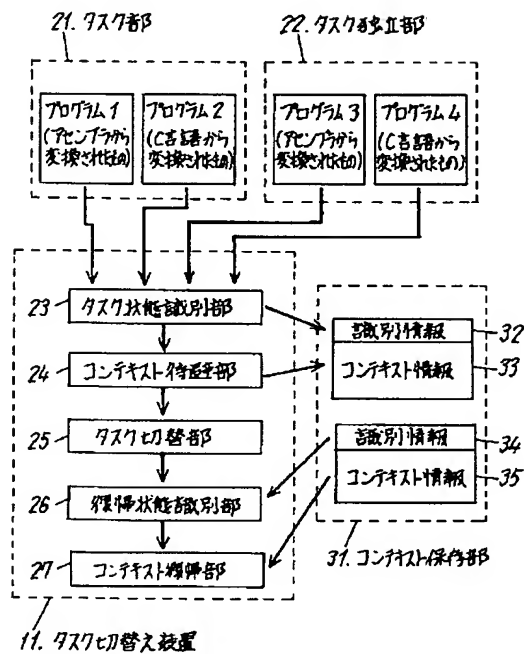 21. タスク部
22. タスク独立部
プログラム1
(アセンブラから
変換されたもの)
プログラム2
(C言語から
変換されたもの)
プログラム3
(アセンブラから
変換されたもの)
プログラム4
(C言語から
変換されたもの)
23
タスク状態識別部
24
コンテキスト待避部
25
タスク切替部
26
復帰状態識別部
27
コンテキスト復帰部
識別情報
32
コンテキスト情報
33
識別情報
34
コンテキスト情報
35
31. コンテキスト保存部
11. タスク切替え装置